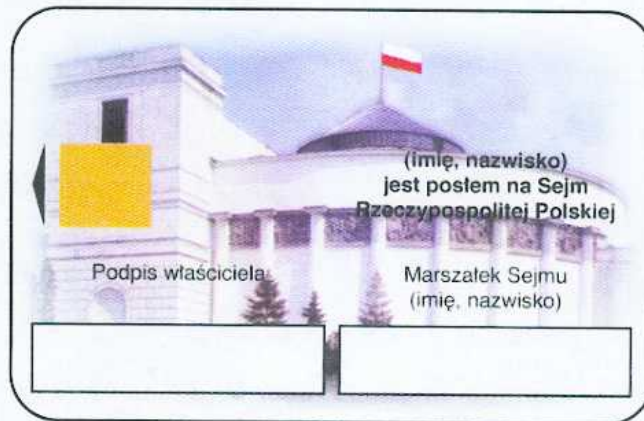 (imię, nazwisko)
jest posłem na Sejm
Rzeczypospolitej Polskiej
Podpis właściciela
Marszałek Sejmu
(imię, nazwisko)